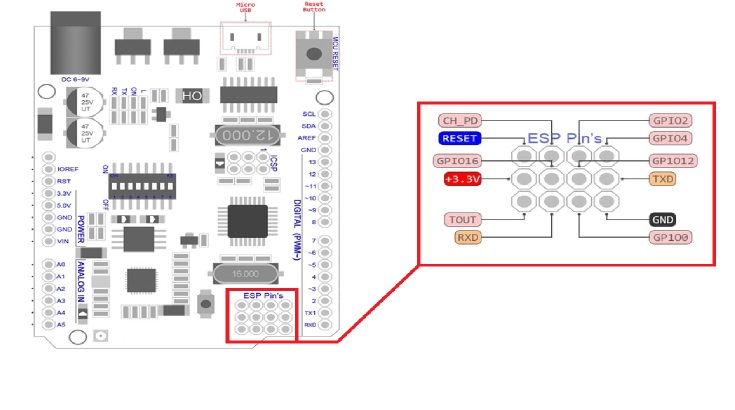 Micro
USB
Reset
Button
DC 6-9V
MCU RESET
47
25V
UT
47
25V
UT
RX
TX
ON
L
HO
12.000
ICSP
1
ON
OFF
16.000
IOREF
RST
3.3V
5.0V
GND
GND
VIN
POWER
A0
A1
A2
A3
A4
A5
ANALOG IN
SCL
SDA
AREF
GND
13
12
~11
~10
~9
8
7
~6
~5
4
~3
2
TX1
RX0
DIGITAL (PWM~)
ESP Pin's
ESP Pin's
CH_PD
RESET
GPIO16
+3.3V
TOUT
RXD
GPIO2
GPIO4
GPIO12
TXD
GND
GP100